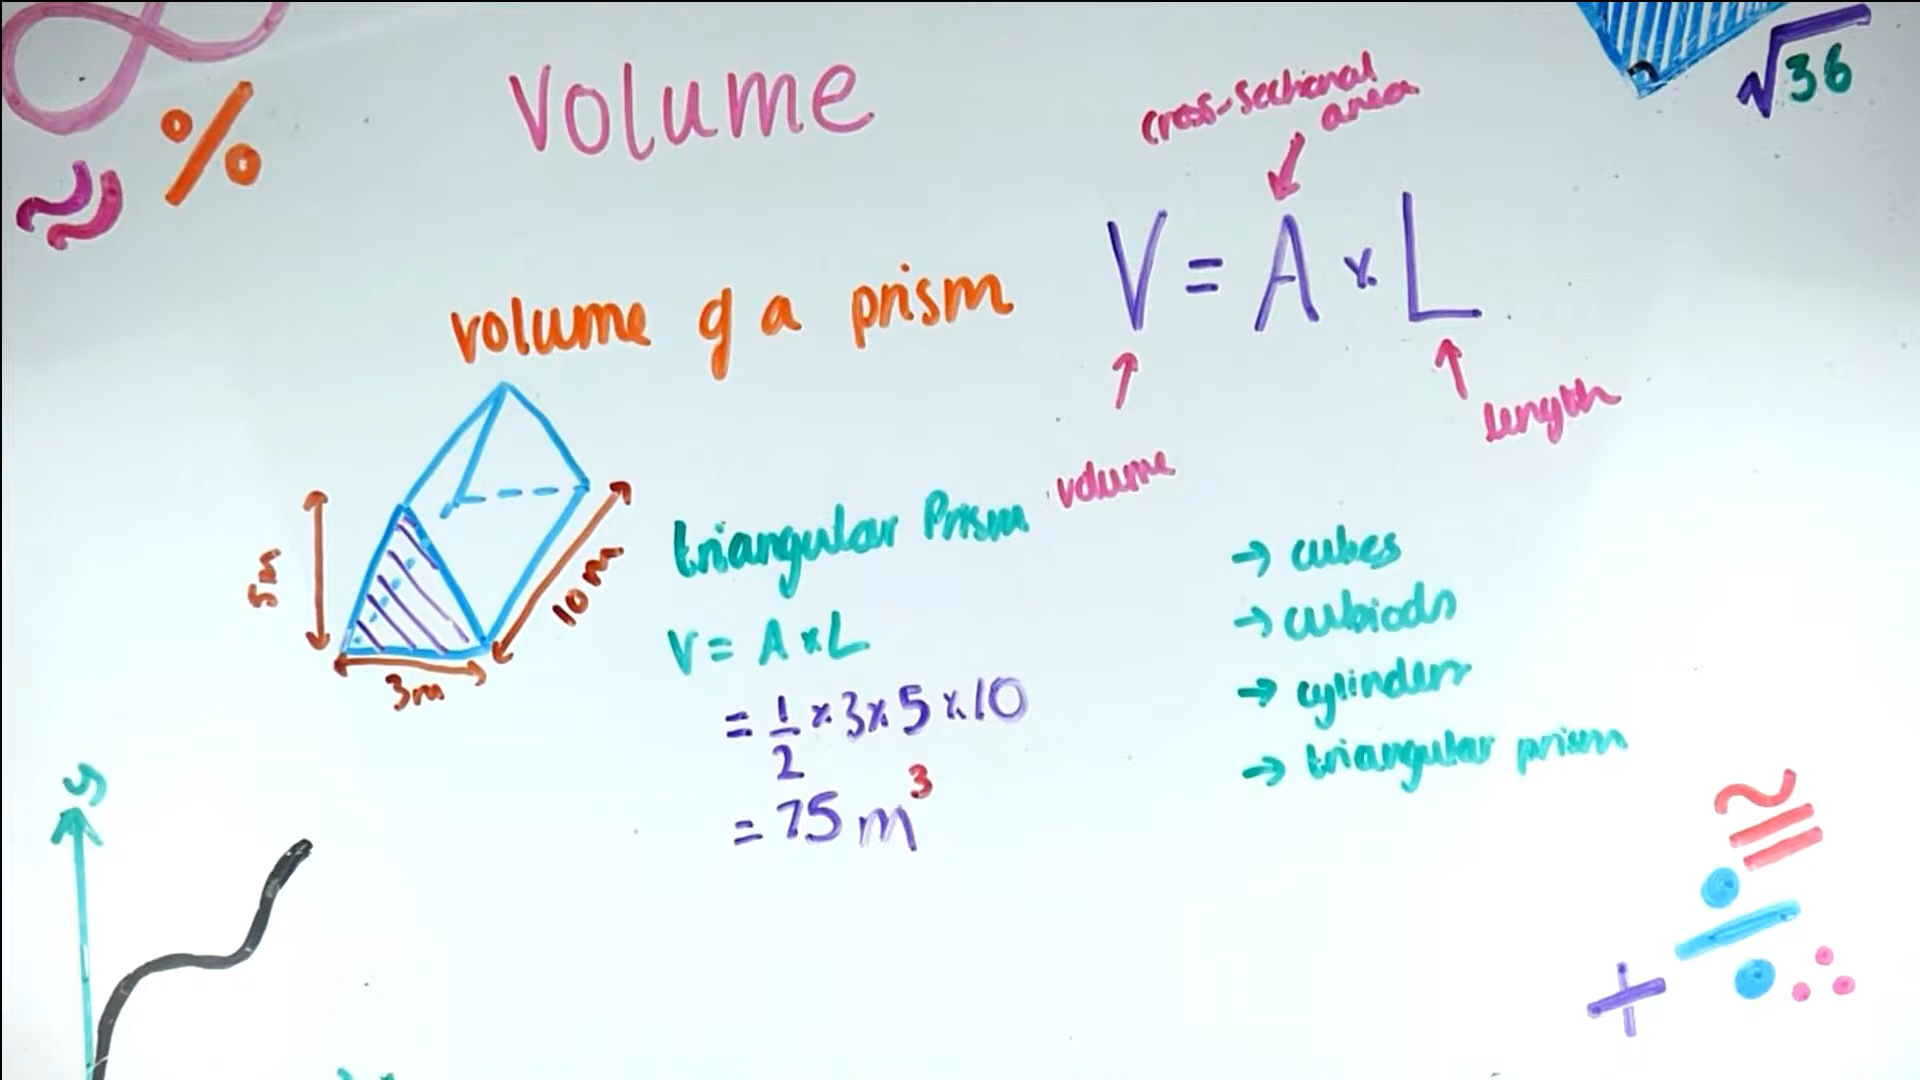 Volume
%
√36
cross-sectional
area
V = A × L
volume
length
volume of a prism
5m
3m
10m
triangular Prism
V = A × L
= 1/2 × 3 × 5 × 10
= 75 m³
→ cubes
→ cubiods
→ cylinders
→ triangular prism
y
≅
÷
+